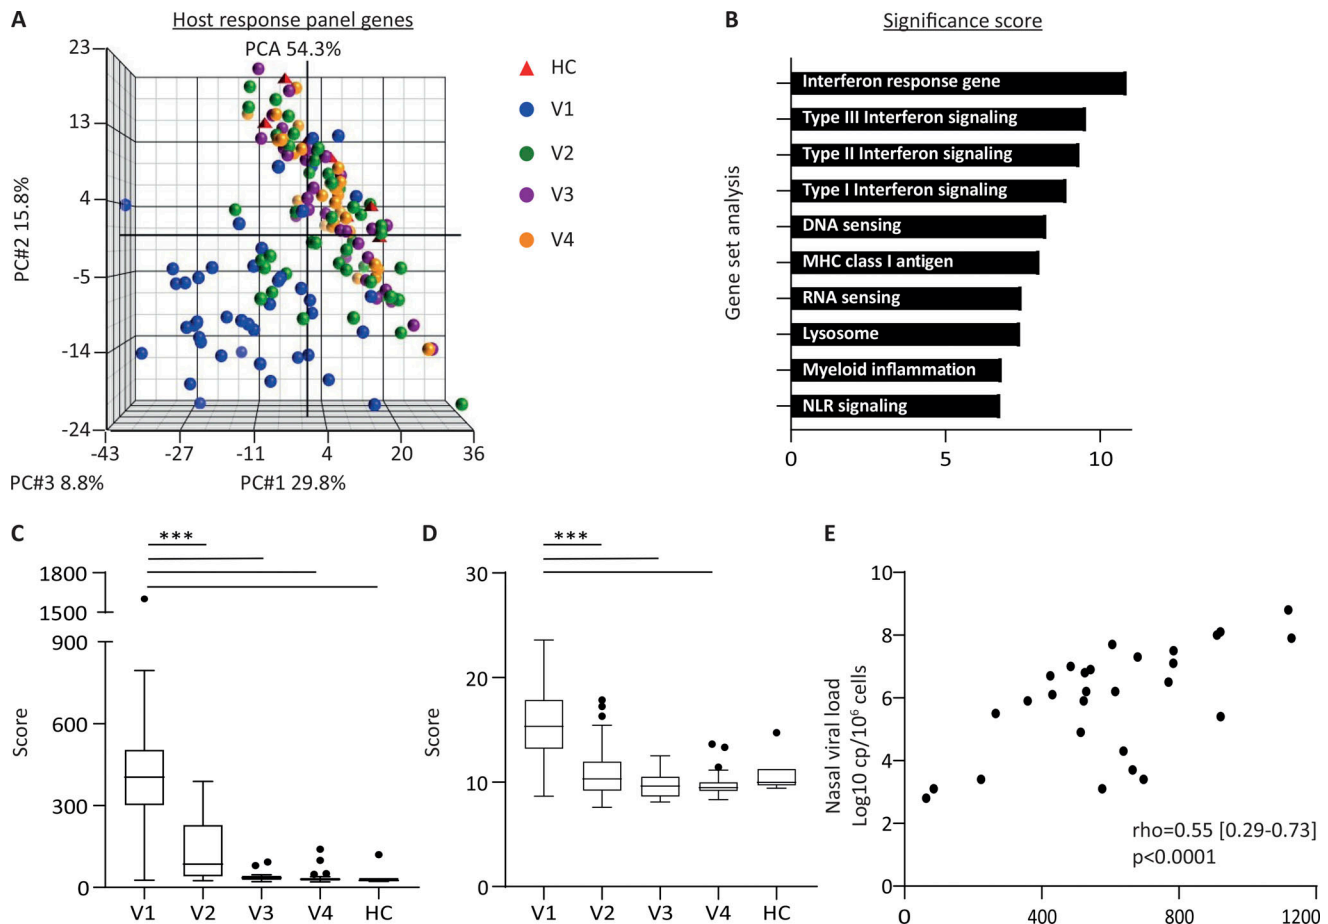 A
Host response panel genes
PCA 54.3%
23
13
4
-5
-14
-24
PC#2 15.8%
-43
-27
-11
4
20
36
PC#3 8.8%
PC#1 29.8%
HC
V1
V2
V3
V4
B
Significance score
Gene set analysis
Interferon response gene
Type III Interferon signaling
Type II Interferon signaling
Type I Interferon signaling
DNA sensing
MHC class I antigen
RNA sensing
Lysosome
Myeloid inflammation
NLR signaling
0
5
10
C
***
1800
1500
900
600
300
0
Score
V1
V2
V3
V4
HC
D
***
30
20
10
0
Score
V1
V2
V3
V4
HC
E
10
8
6
4
2
0
Nasal viral load
Log10 cp/10⁶ cells
rho=0.55 [0.29-0.73]
p<0.0001
0
400
800
1200